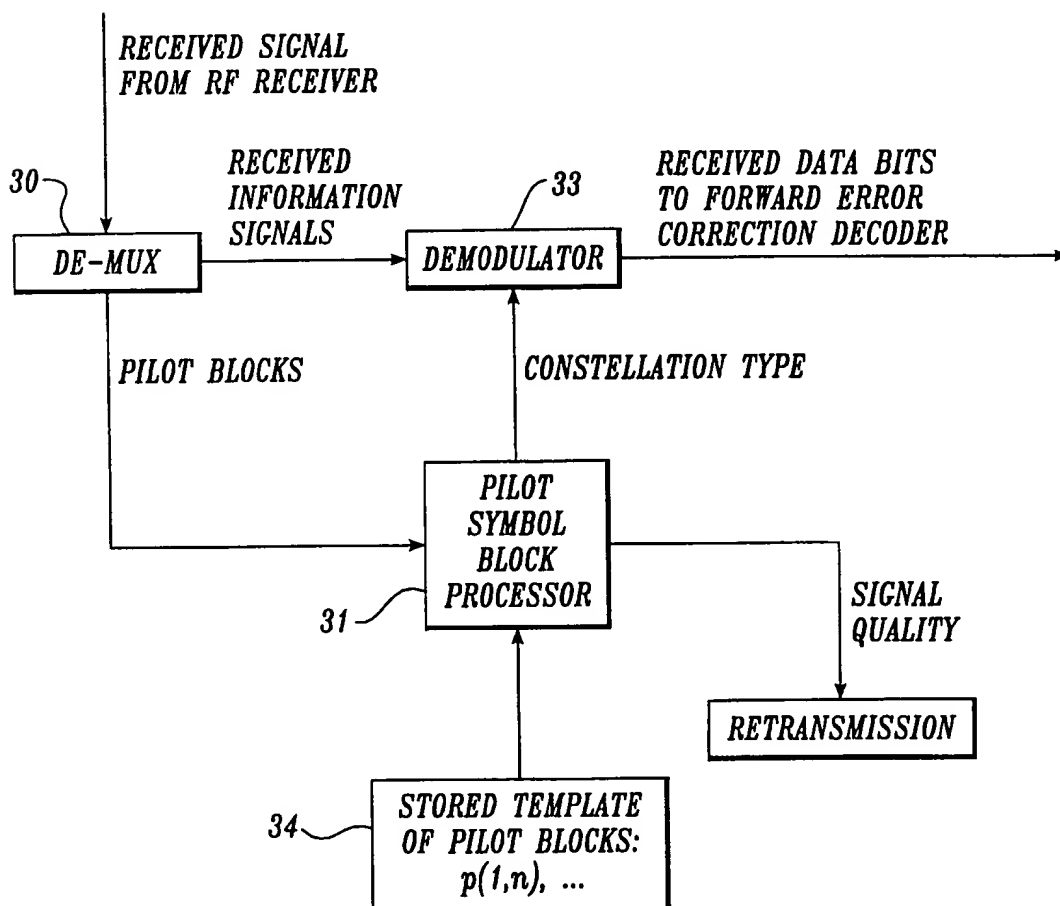 RECEIVED SIGNAL
FROM RF RECEIVER
30
RECEIVED
INFORMATION
SIGNALS
33
RECEIVED DATA BITS
TO FORWARD ERROR
CORRECTION DECODER
DE-MUX
DEMODULATOR
PILOT BLOCKS
CONSTELLATION TYPE
PILOT
SYMBOL
BLOCK
PROCESSOR
31
SIGNAL
QUALITY
RETRANSMISSION
34
STORED TEMPLATE
OF PILOT BLOCKS:
p(1,n), ...